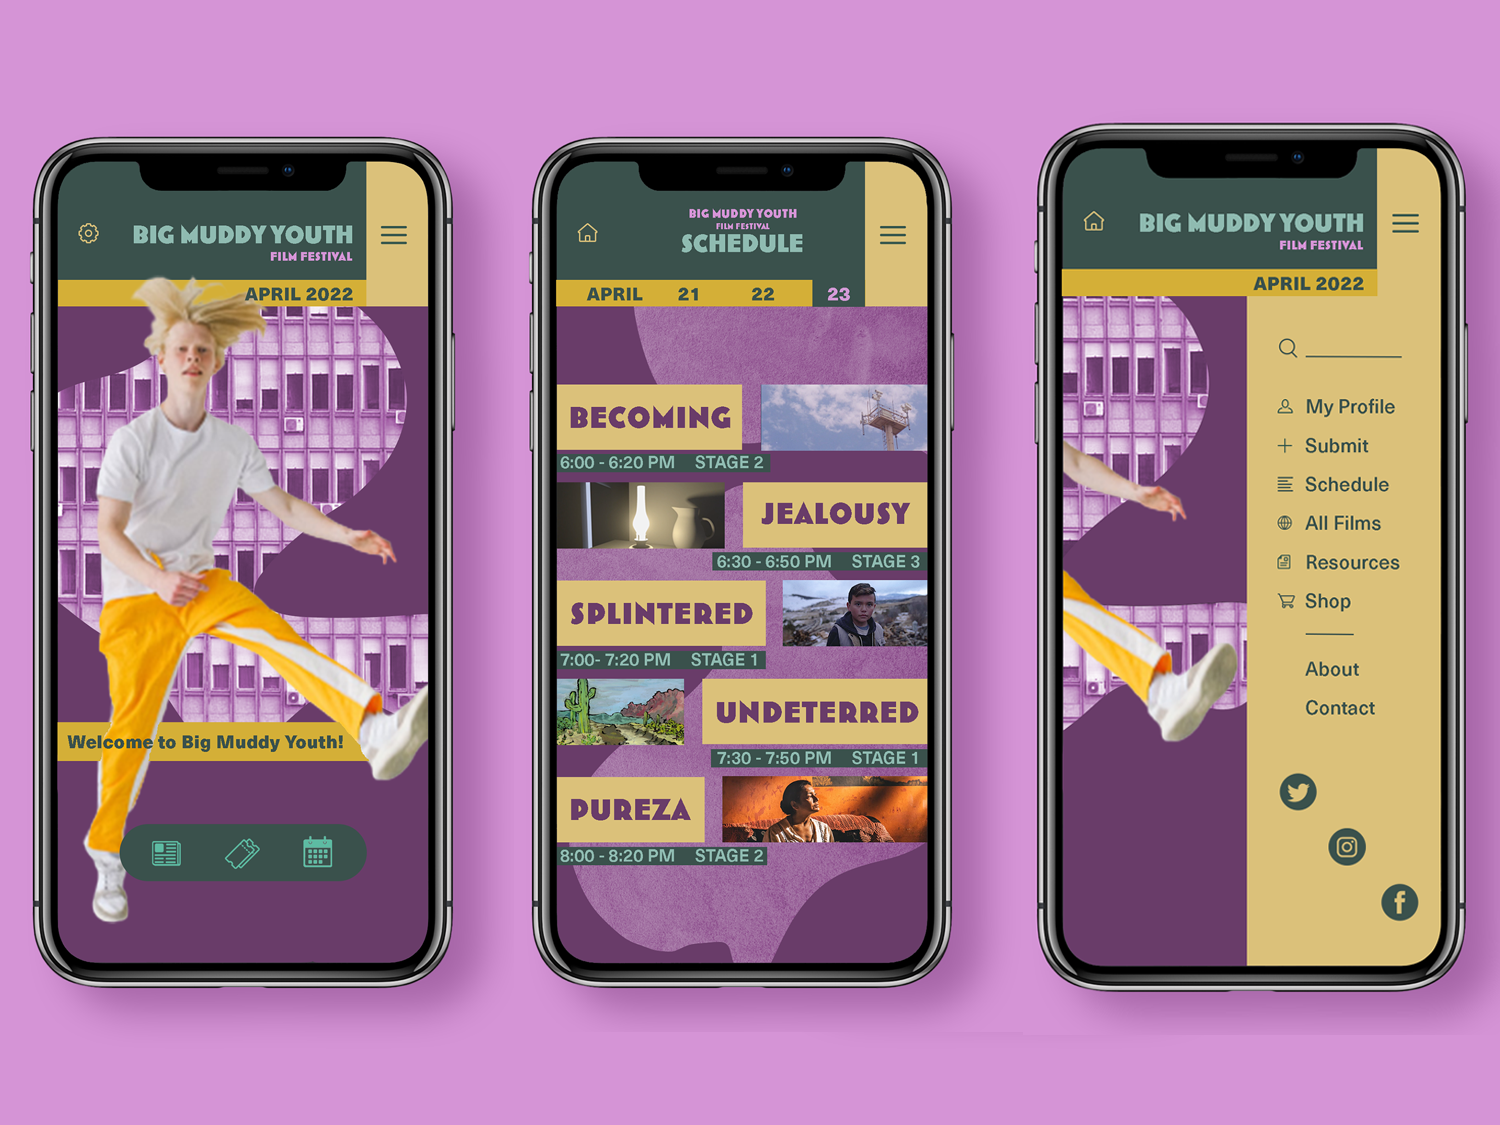 BIG MUDDY YOUTH
FILM FESTIVAL
APRIL 2022
Welcome to Big Muddy Youth!
BIG MUDDY YOUTH
FILM FESTIVAL
SCHEDULE
APRIL 21 22 23
BECOMING
6:00 - 6:20 PM STAGE 2
JEALOUSY
6:30 - 6:50 PM STAGE 3
SPLINTERED
7:00- 7:20 PM STAGE 1
UNDETERRED
7:30 - 7:50 PM STAGE 1
PUREZA
8:00 - 8:20 PM STAGE 2
BIG MUDDY YOUTH
FILM FESTIVAL
APRIL 2022
My Profile
Submit
Schedule
All Films
Resources
Shop
About
Contact